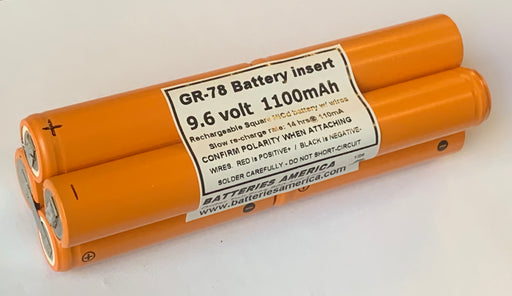 GR-78 Battery insert
9.6 volt 1100mAh
Rechargeable Square NiCd battery w/ wires
Slow re-charge rate: 14 hrs@ 110mA
CONFIRM POLARITY WHEN ATTACHING
WIRES. RED is POSITIVE+ / BLACK is NEGATIVE-
SOLDER CAREFULLY - DO NOT SHORT-CIRCUIT
BATTERIES AMERICA
www.batteriesamerica.com
+
-